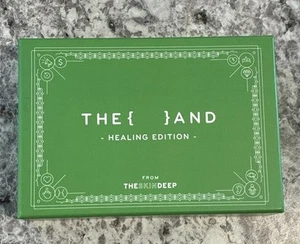 THE{ }AND
- HEALING EDITION -
FROM
THESKINDEEP